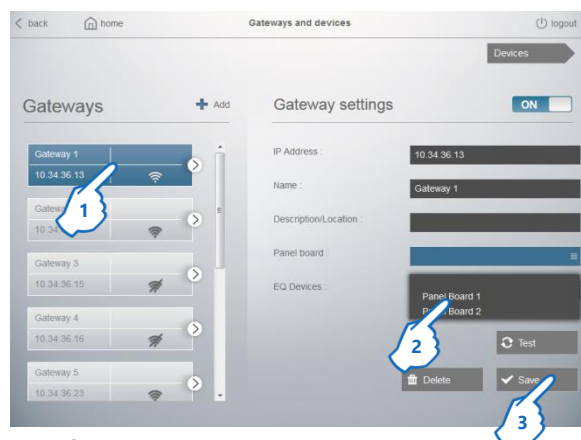 back home Gateways and devices logout
Devices
Gateways Add Gateway settings ON
Gateway 1
10.34.36.13
1
10.34
Gateway 3
10.34.36.15
Gateway 4
10.34.36.16
Gateway 5
10.34.36.23
IP Address : 10.34.36.13
Name : Gateway 1
Description/Location :
Panel board :
EQ Devices :
Panel Board 1
Board 2
2
Test
Delete Save
3